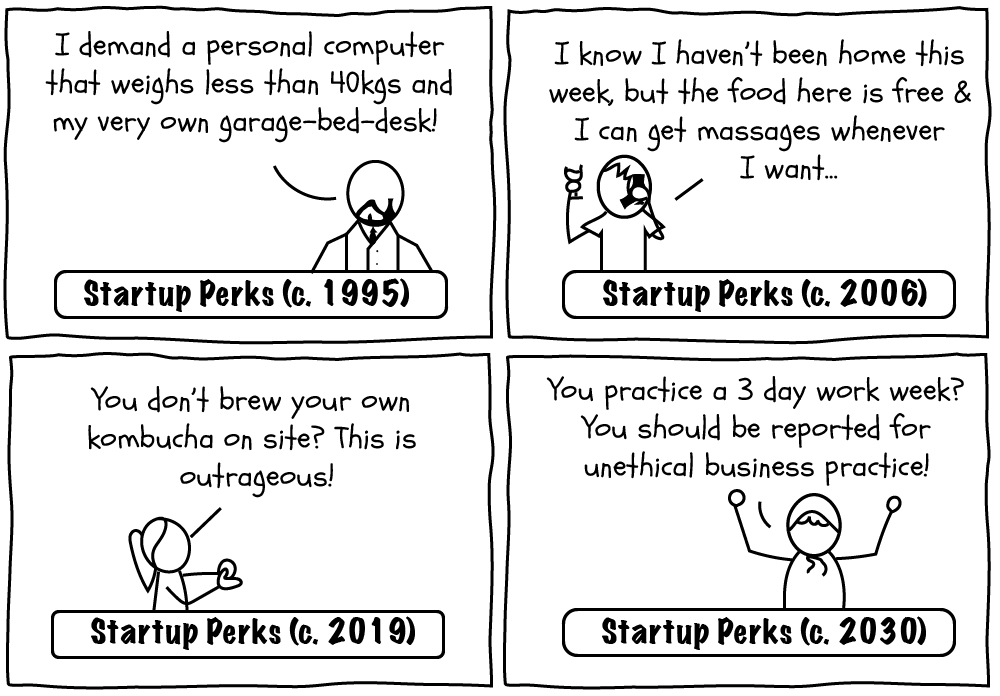 I demand a personal computer
that weighs less than 40kgs and
my very own garage-bed-desk!
Startup Perks (c. 1995)
I know I haven't been home this
week, but the food here is free &
I can get massages whenever
I want...
Startup Perks (c. 2006)
You don't brew your own
kombucha on site? This is
outrageous!
Startup Perks (c. 2019)
You practice a 3 day work week?
You should be reported for
unethical business practice!
Startup Perks (c. 2030)